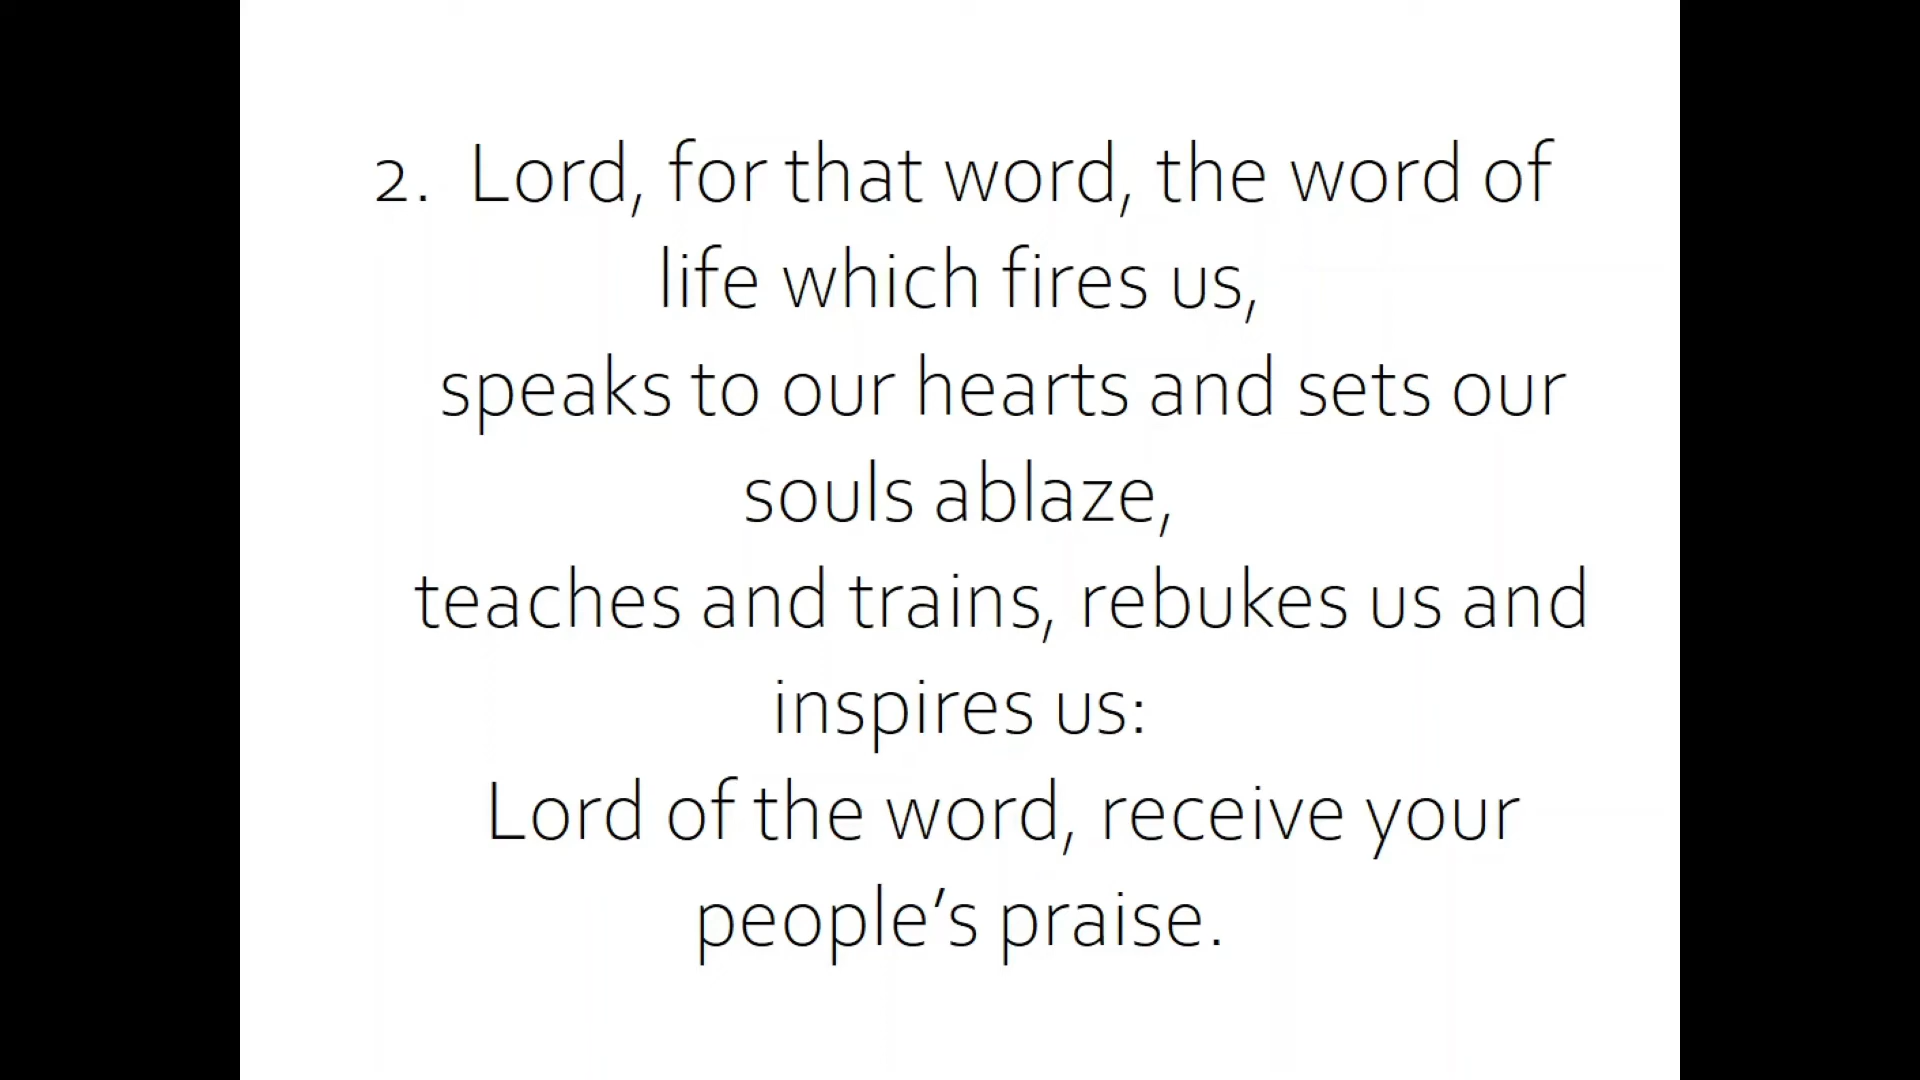 2. Lord, for that word, the word of
life which fires us,
speaks to our hearts and sets our
souls ablaze,
teaches and trains, rebukes us and
inspires us:
Lord of the word, receive your
people’s praise.